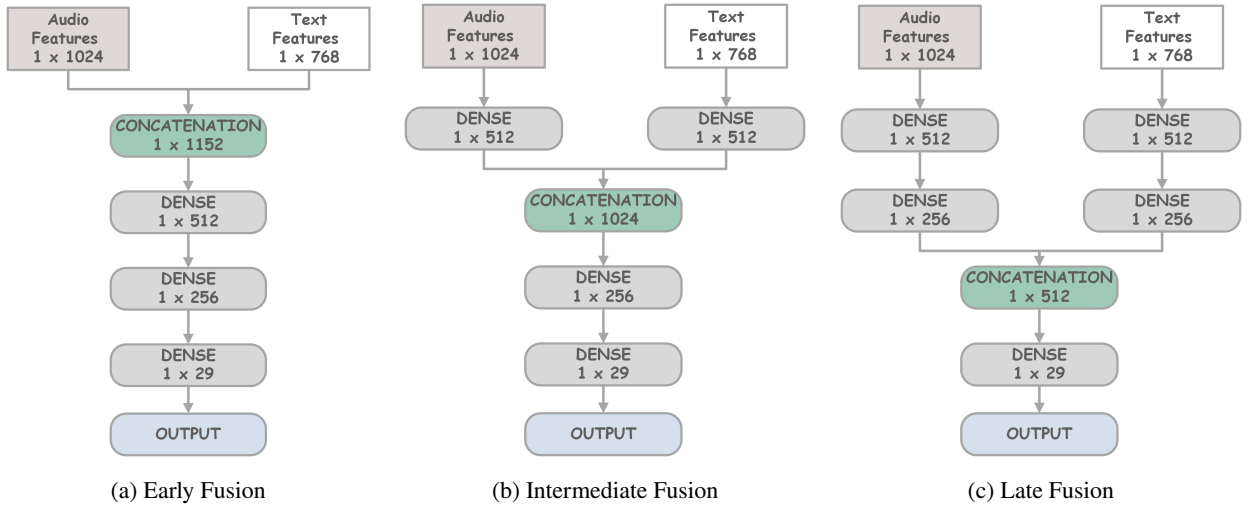 Audio
Features
1 x 1024
Text
Features
1 x 768
CONCATENATION
1 x 1152
DENSE
1 x 512
DENSE
1 x 256
DENSE
1 x 29
OUTPUT
(a) Early Fusion
Audio
Features
1 x 1024
Text
Features
1 x 768
DENSE
1 x 512
DENSE
1 x 512
CONCATENATION
1 x 1024
DENSE
1 x 256
DENSE
1 x 29
OUTPUT
(b) Intermediate Fusion
Audio
Features
1 x 1024
Text
Features
1 x 768
DENSE
1 x 512
DENSE
1 x 512
DENSE
1 x 256
DENSE
1 x 256
CONCATENATION
1 x 512
DENSE
1 x 29
OUTPUT
(c) Late Fusion